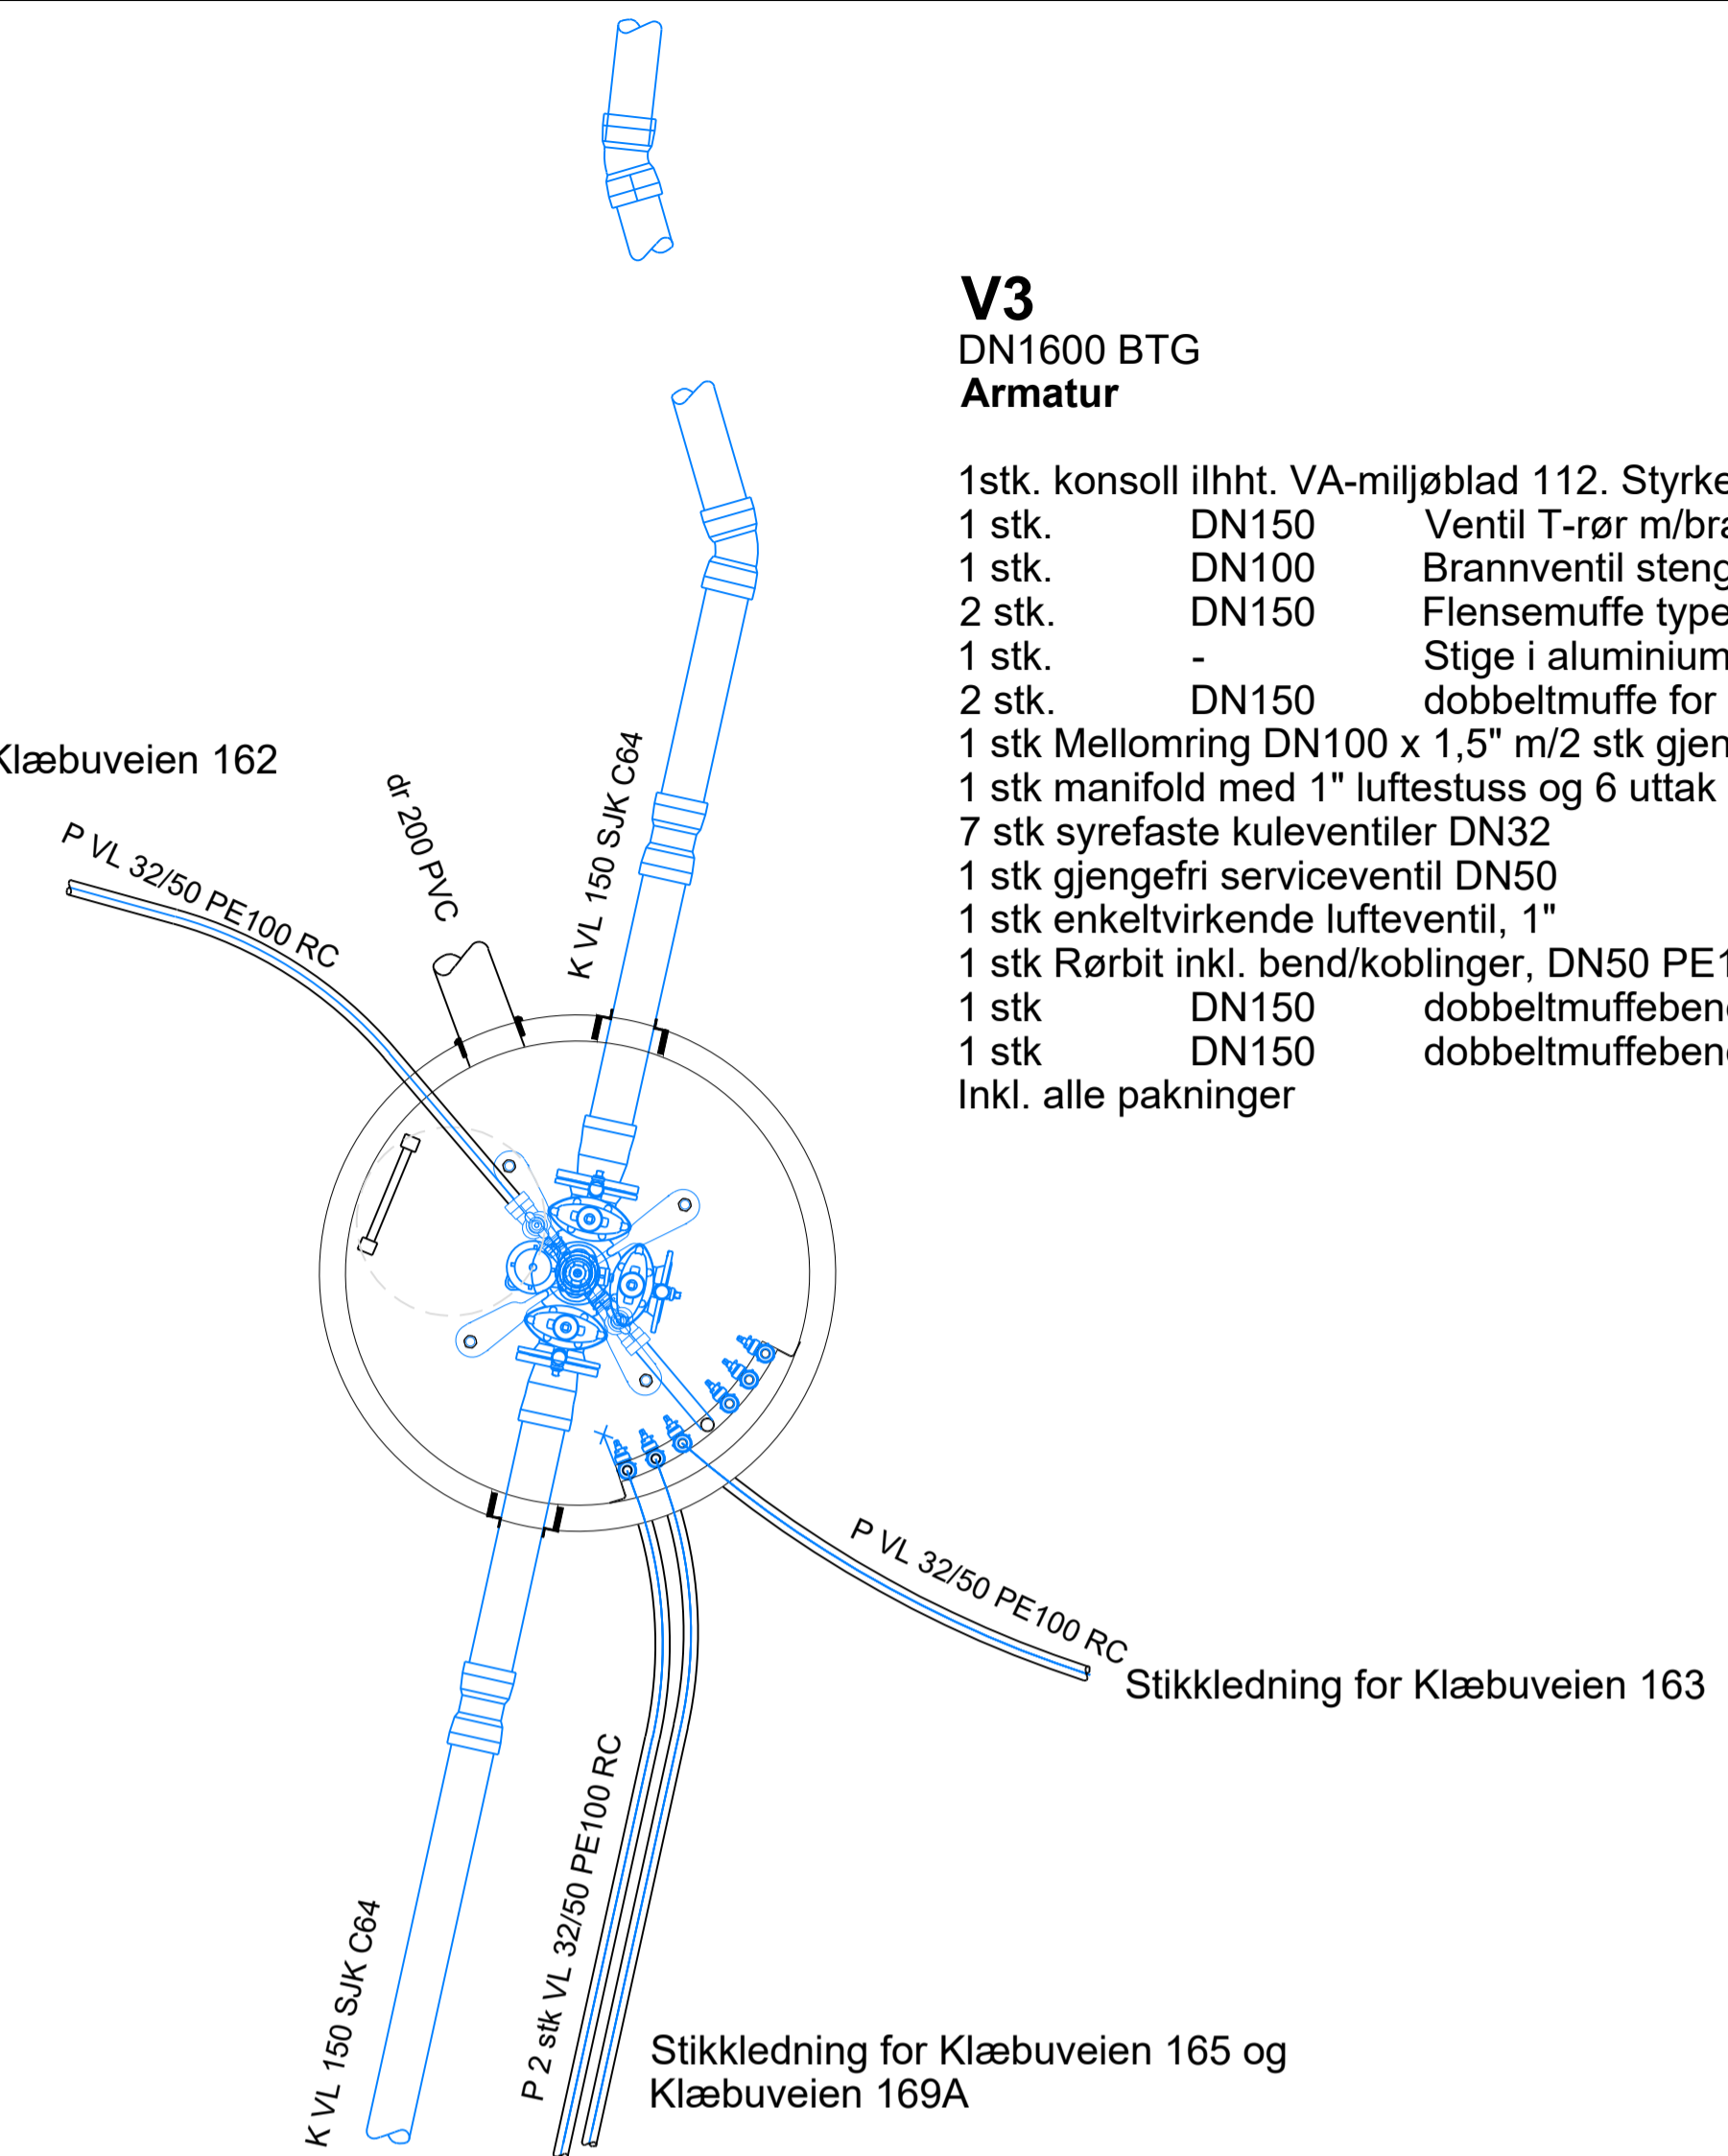 V3
DN1600 BTG
Armatur
1stk. konsoll ilhht. VA-miljøblad 112. Styrke
1 stk. DN150 Ventil T-rør m/bra
1 stk. DN100 Brannventil steng
2 stk. DN150 Flensemuffe type
1 stk. - Stige i aluminium
2 stk. DN150 dobbeltmuffe for
1 stk Mellomring DN100 x 1,5" m/2 stk gjen
1 stk manifold med 1" luftestuss og 6 uttak
7 stk syrefaste kuleventiler DN32
1 stk gjengefri serviceventil DN50
1 stk enkeltvirkende lufteventil, 1"
1 stk Rørbit inkl. bend/koblinger, DN50 PE1
1 stk DN150 dobbeltmuffebend
1 stk DN150 dobbeltmuffebend
Inkl. alle pakninger
Klæbuveien 162
P VL 32/50 PE100 RC
dr 200 PVC
K VL 150 SJK C64
P VL 32/50 PE100 RC
Stikkledning for Klæbuveien 163
P 2 stk VL 32/50 PE100 RC
K VL 150 SJK C64
Stikkledning for Klæbuveien 165 og
Klæbuveien 169A